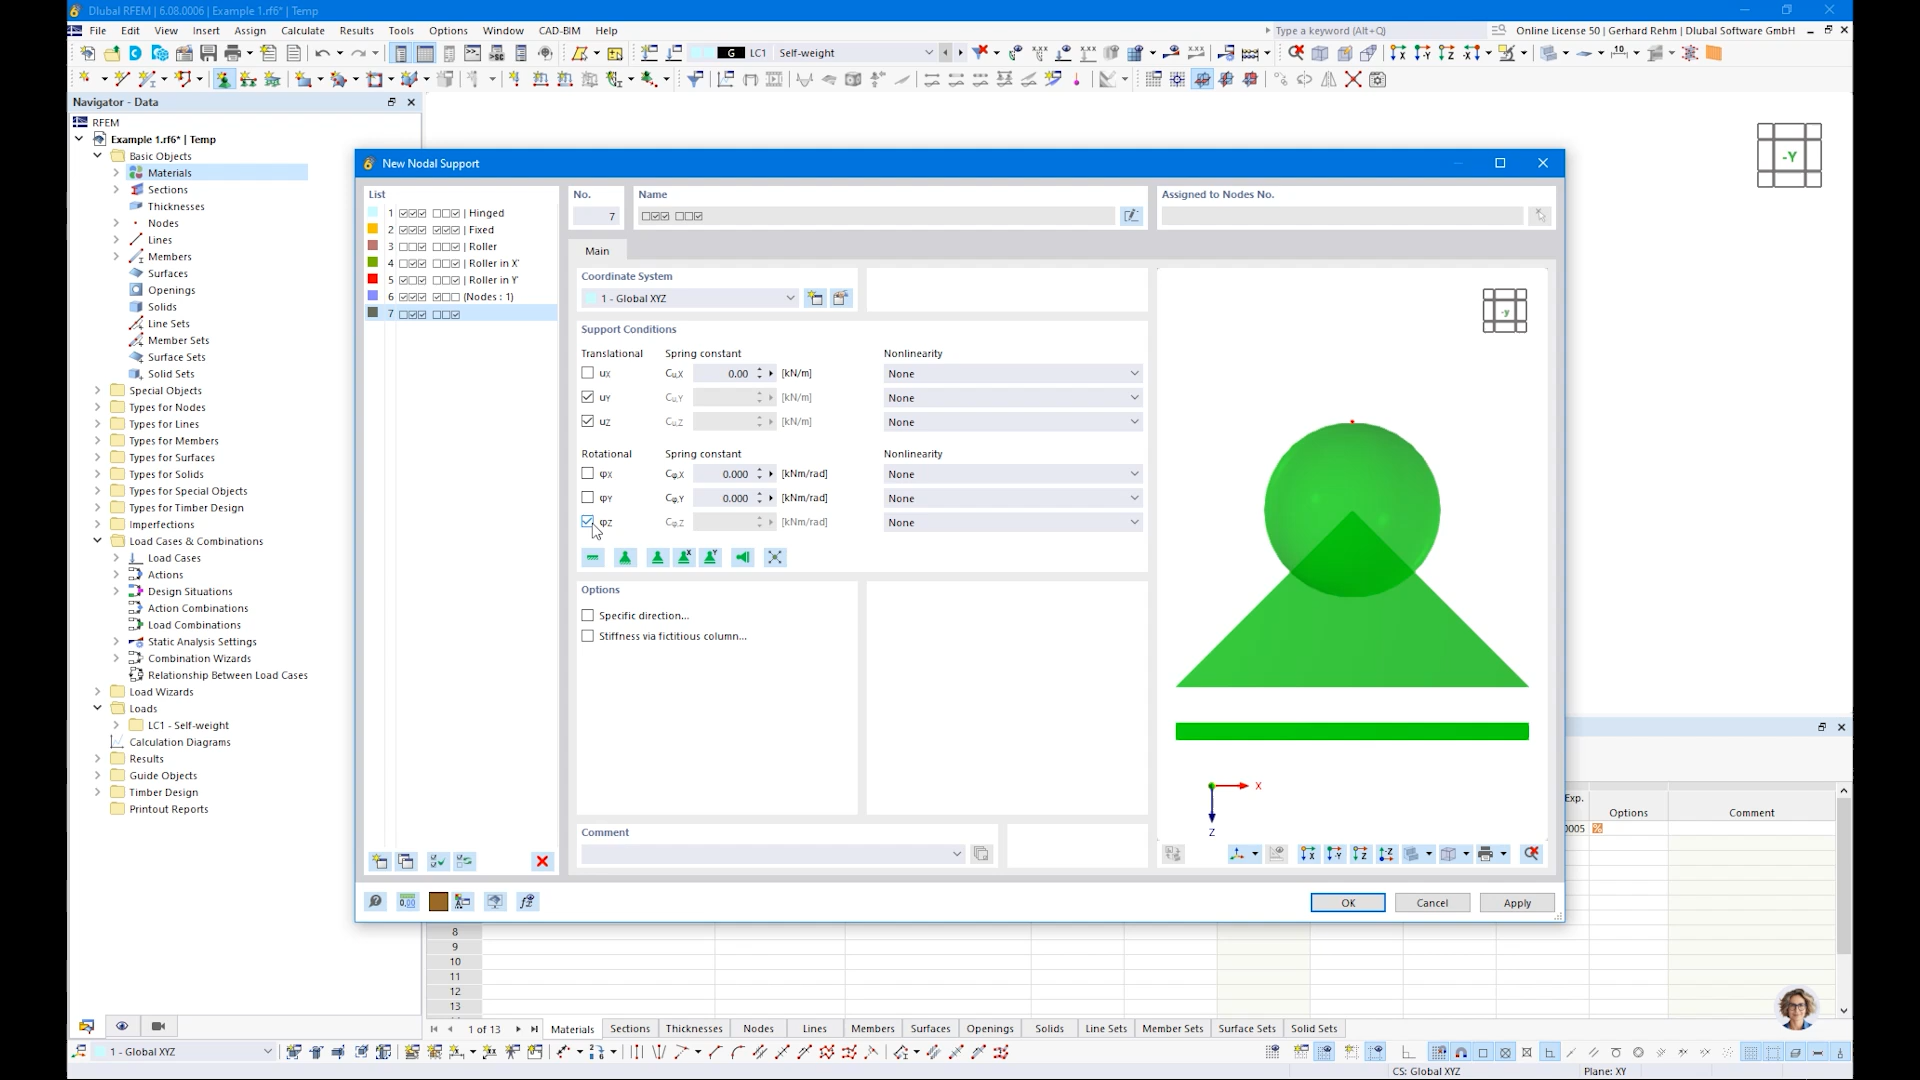 Dlubal RFEM | 6.08.0006 | Example 1.rf6* | Temp
File Edit View Insert Assign Calculate Results Tools Options Window CAD-BIM Help
Type a keyword (Alt+Q)
Online License 50 | Gerhard Rehm | Dlubal Software GmbH
G LC1 Self-weight
Navigator - Data
RFEM
Example 1.rf6* | Temp
Basic Objects
Materials
Sections
Thicknesses
Nodes
Lines
Members
Surfaces
Openings
Solids
Line Sets
Member Sets
Surface Sets
Solid Sets
Special Objects
Types for Nodes
Types for Lines
Types for Members
Types for Surfaces
Types for Solids
Types for Special Objects
Types for Timber Design
Imperfections
Load Cases & Combinations
Load Cases
Actions
Design Situations
Action Combinations
Load Combinations
Static Analysis Settings
Combination Wizards
Relationship Between Load Cases
Load Wizards
Loads
LC1 - Self-weight
Calculation Diagrams
Results
Guide Objects
Timber Design
Printout Reports
-Y
New Nodal Support
List
1 | Hinged
2 | Fixed
3 | Roller
4 | Roller in X'
5 | Roller in Y'
6 (Nodes : 1)
7
No.
7
Name
Assigned to Nodes No.
Main
Coordinate System
1 - Global XYZ
Support Conditions
Translational Spring constant Nonlinearity
uX Cu,X 0.00 [kN/m] None
uY Cu,Y [kN/m] None
uZ Cu,Z [kN/m] None
Rotational Spring constant Nonlinearity
φX Cφ,X 0.000 [kNm/rad] None
φY Cφ,Y 0.000 [kNm/rad] None
φZ Cφ,Z [kNm/rad] None
Options
Specific direction...
Stiffness via fictitious column...
Comment
-y
X
Z
OK Cancel Apply
Exp.
Options Comment
0005
8
9
10
11
12
13
1 of 13 Materials Sections Thicknesses Nodes Lines Members Surfaces Openings Solids Line Sets Member Sets Surface Sets Solid Sets
1 - Global XYZ
CS: Global XYZ Plane: XY